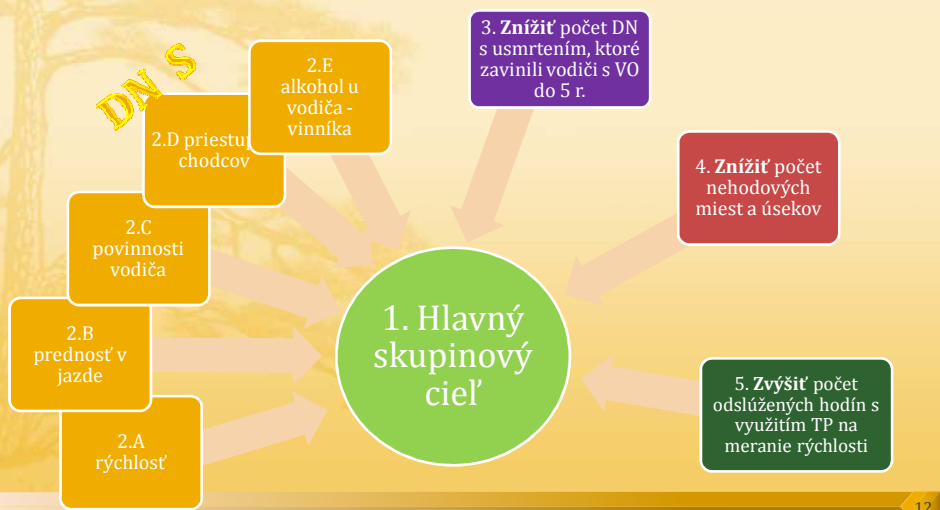 DN S
2.E
alkohol u
vodiča -
vinníka
2.D
chodcov
2.C
povinnosti
vodiča
2.B
prednosť v
jazde
2.A
rýchlosť
1. Hlavný
skupinový
cieľ
3. Znížiť počet DN
s usmrtením, ktoré
zavinili vodiči s VO
do 5 r.
4. Znížiť počet
nehodových
miest a úsekov
5. Zvýšiť počet
odslúžených hodín s
využitím TP na
meranie rýchlosti
12